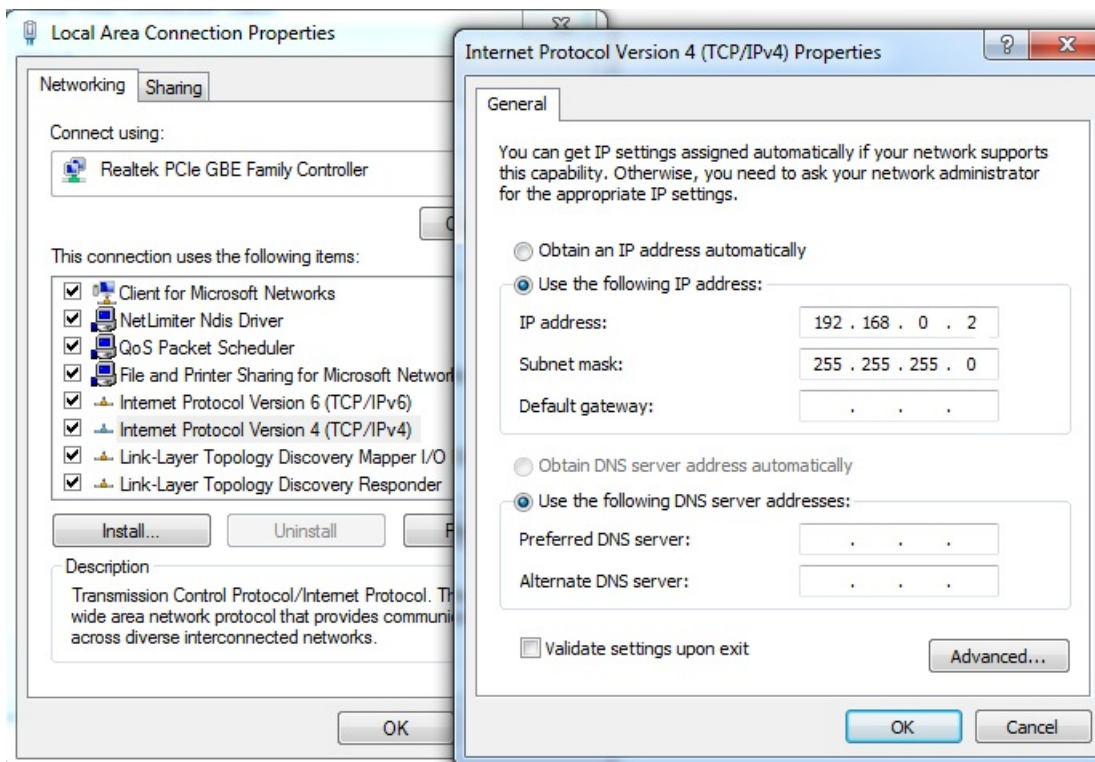 Local Area Connection Properties
Networking
Sharing
Connect using:
Realtek PCIe GBE Family Controller
This connection uses the following items:
Client for Microsoft Networks
NetLimiter Ndis Driver
QoS Packet Scheduler
File and Printer Sharing for Microsoft
Internet Protocol Version 6 (TCP/IPv6)
Internet Protocol Version 4 (TCP/IPv4)
Link-Layer Topology Discovery Mapper I/O
Link-Layer Topology Discovery Responder
Install...
Uninstall
Description
Transmission Control Protocol/Internet Protocol.
wide area network protocol that provides
across diverse interconnected networks.
OK
Internet Protocol Version 4 (TCP/IPv4) Properties
General
You can get IP settings assigned automatically if your network supports
this capability. Otherwise, you need to ask your network administrator
for the appropriate IP settings.
Obtain an IP address automatically
Use the following IP address:
IP address: 192 . 168 . 0 . 2
Subnet mask: 255 . 255 . 255 . 0
Default gateway: . . .
Obtain DNS server address automatically
Use the following DNS server addresses:
Preferred DNS server: . . .
Alternate DNS server: . . .
Validate settings upon exit
Advanced...
OK
Cancel